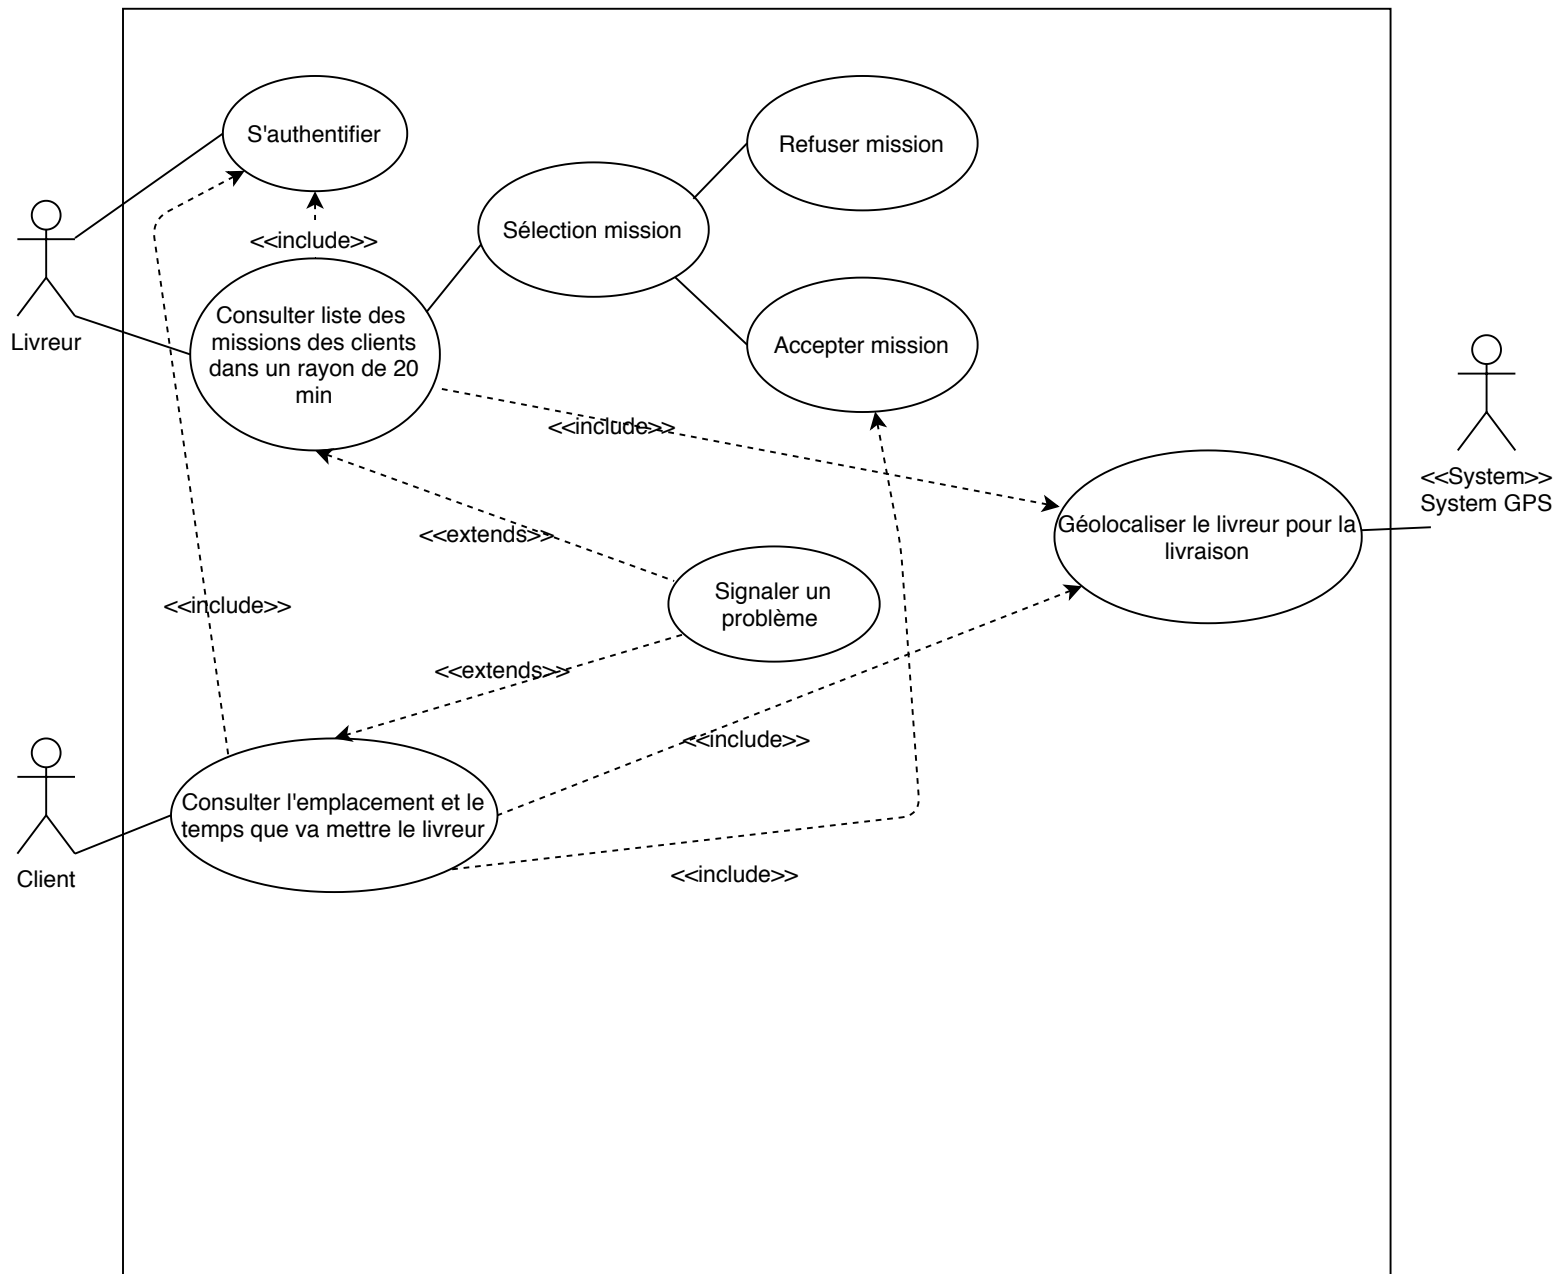 S'authentifier
Refuser mission
Sélection mission
<<include>>
Consulter liste des
missions des clients
dans un rayon de 20
min
Livreur
Accepter mission
<<include>>
<<System>>
System GPS
Géolocaliser le livreur pour la
livraison
<<extends>>
Signaler un
problème
<<include>>
<<extends>>
<<include>>
Consulter l'emplacement et le
temps que va mettre le livreur
Client
<<include>>